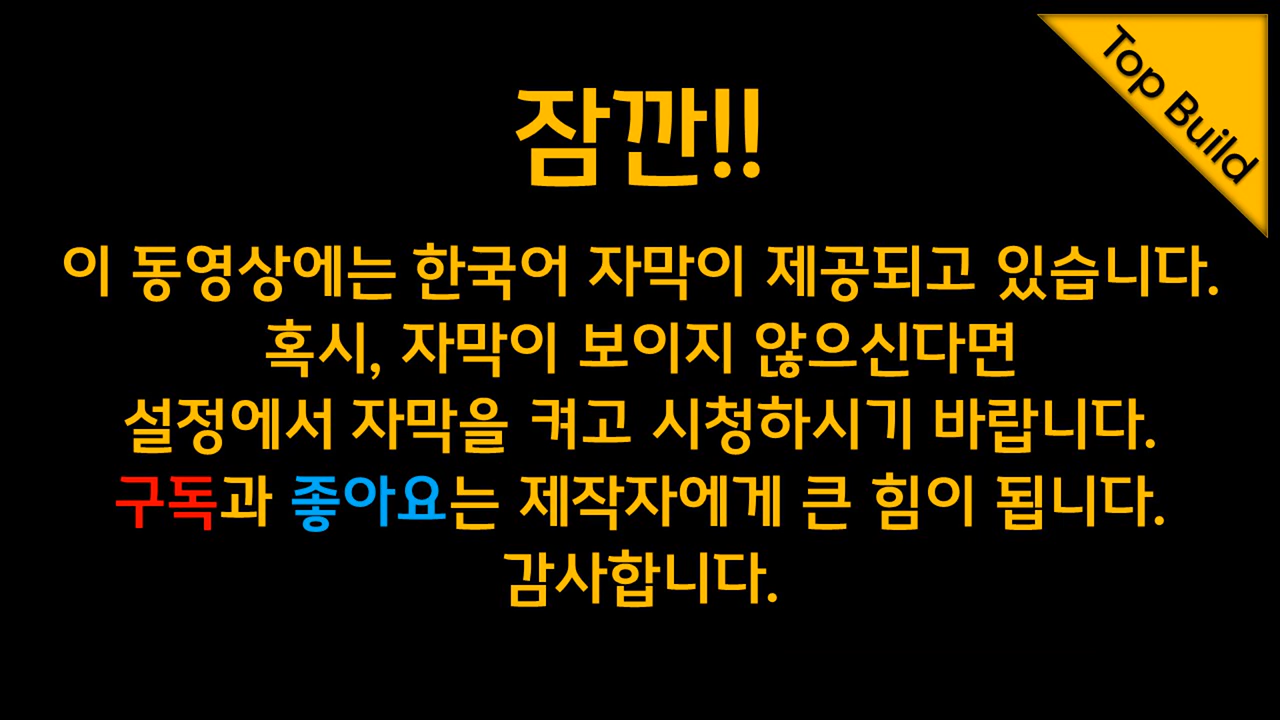 Top Build
잠깐!!
이 동영상에는 한국어 자막이 제공되고 있습니다.
혹시, 자막이 보이지 않으신다면
설정에서 자막을 켜고 시청하시기 바랍니다.
구독과 좋아요는 제작자에게 큰 힘이 됩니다.
감사합니다.